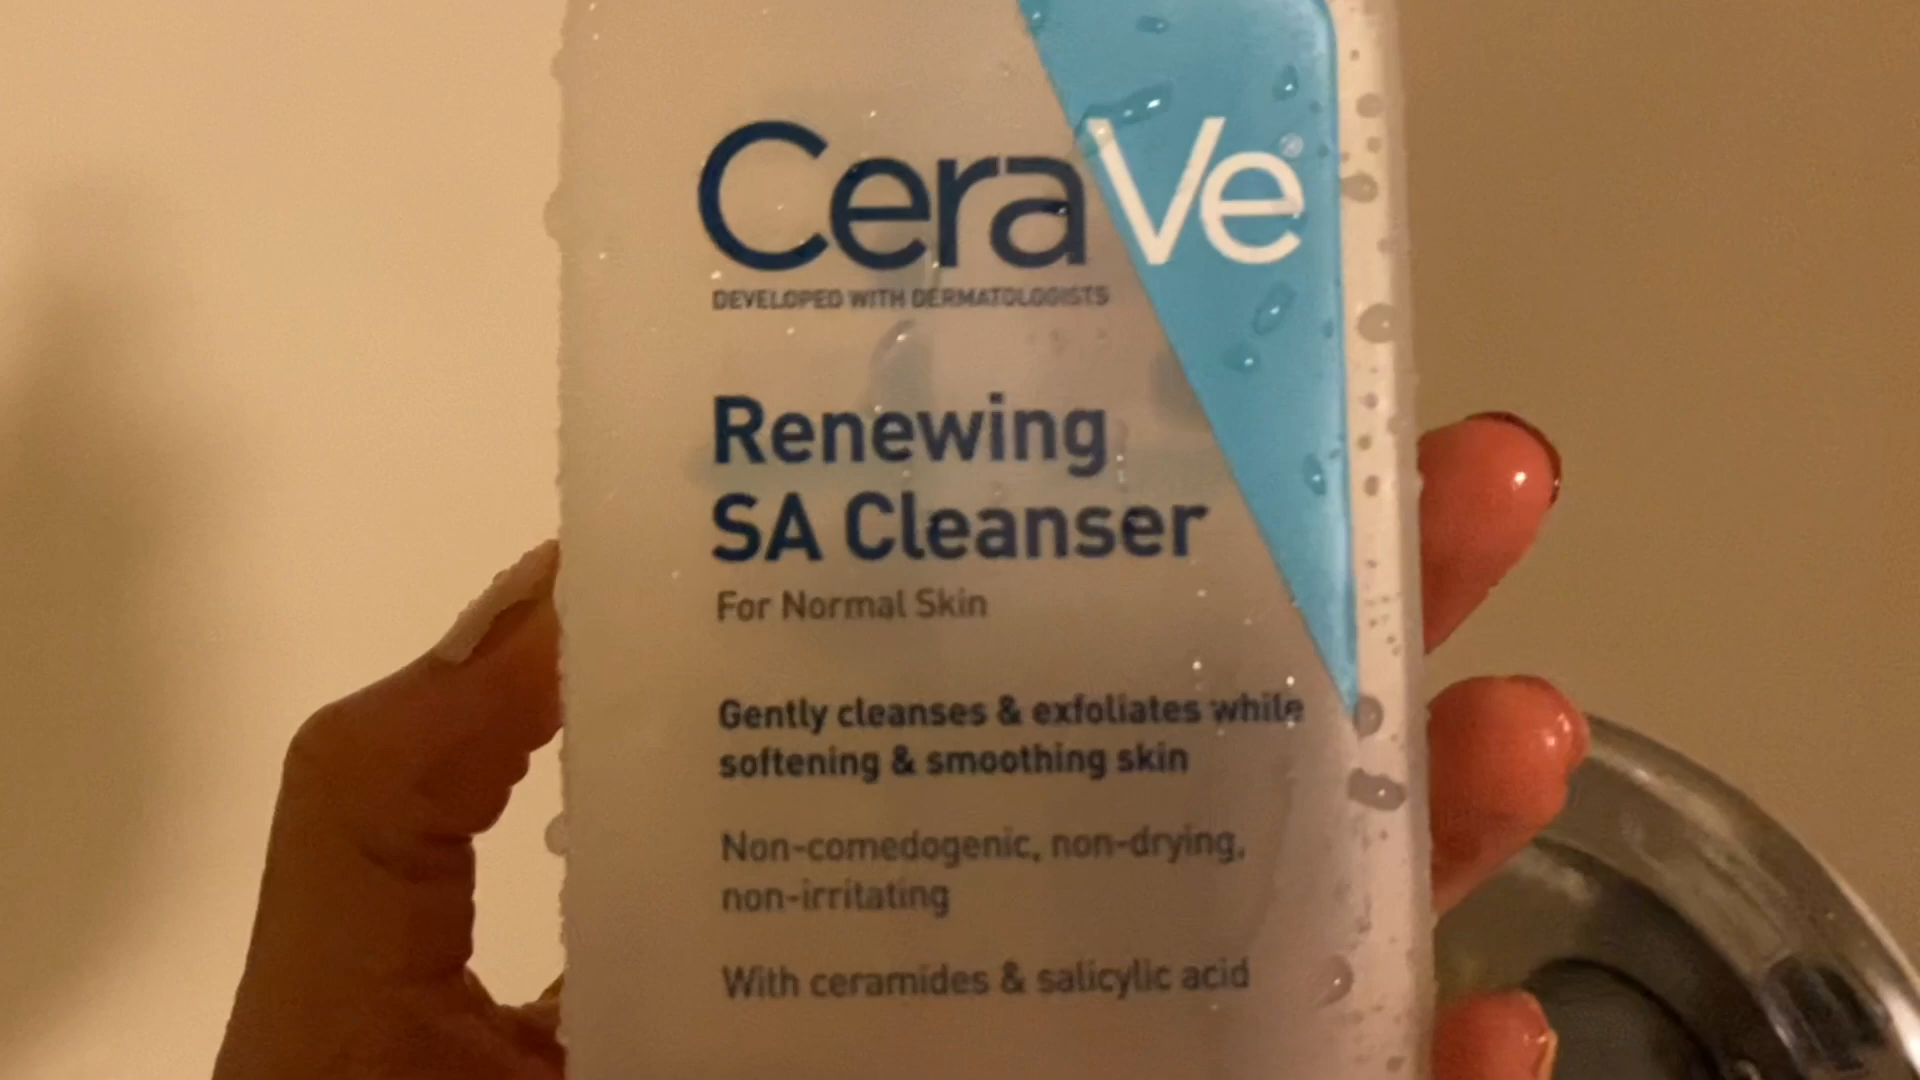 CeraVe®
DEVELOPED WITH DERMATOLOGISTS
Renewing
SA Cleanser
For Normal Skin
Gently cleanses & exfoliates while
softening & smoothing skin
Non-comedogenic, non-drying,
non-irritating
With ceramides & salicylic acid